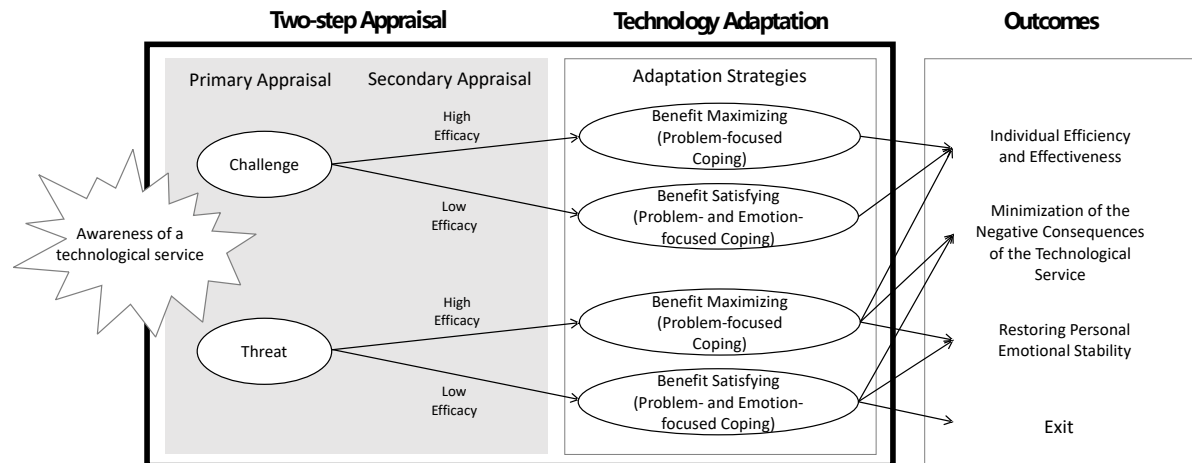 Two-step Appraisal
Technology Adaptation
Outcomes
Primary Appraisal
Secondary Appraisal
Adaptation Strategies
Awareness of a
technological service
Challenge
High
Efficacy
Low
Efficacy
Benefit Maximizing
(Problem-focused
Coping)
Benefit Satisfying
(Problem- and Emotion-
focused Coping)
Threat
High
Efficacy
Low
Efficacy
Benefit Maximizing
(Problem-focused
Coping)
Benefit Satisfying
(Problem- and Emotion-
focused Coping)
Individual Efficiency
and Effectiveness
Minimization of the
Negative Consequences
of the Technological
Service
Restoring Personal
Emotional Stability
Exit